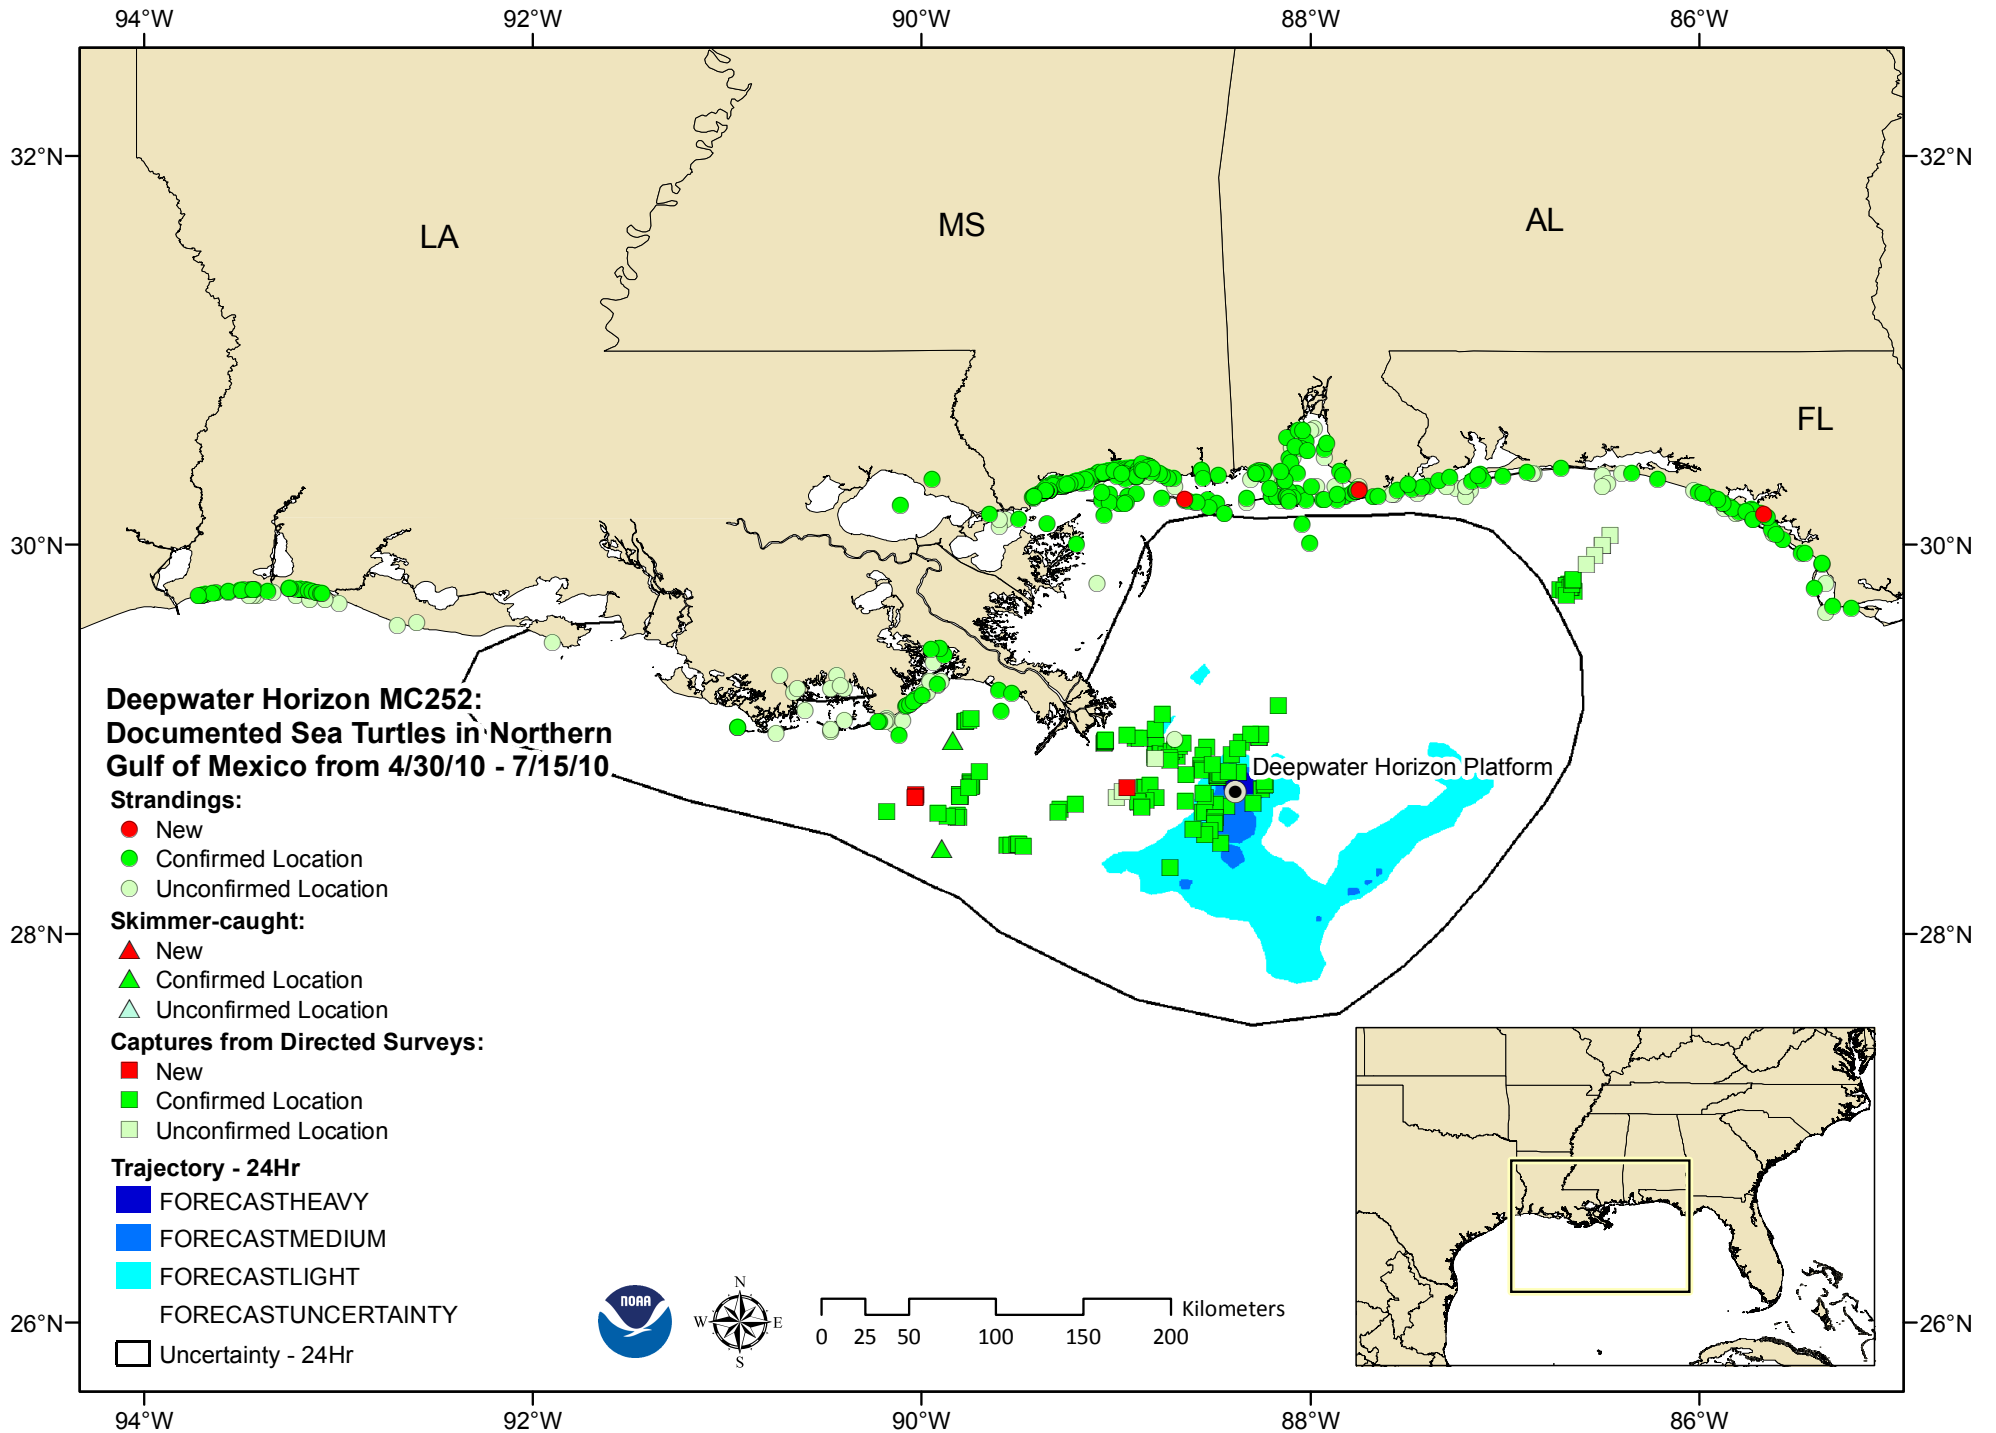 94°W 92°W 90°W 88°W 86°W
32°N 32°N
LA MS AL
FL
30°N 30°N
Deepwater Horizon MC252:
Documented Sea Turtles in Northern
Gulf of Mexico from 4/30/10 - 7/15/10
Deepwater Horizon Platform
Strandings:
New
Confirmed Location
Unconfirmed Location
Skimmer-caught:
28°N 28°N
New
Confirmed Location
Unconfirmed Location
Captures from Directed Surveys:
New
Confirmed Location
Unconfirmed Location
Trajectory - 24Hr
FORECASTHEAVY
FORECASTMEDIUM
FORECASTLIGHT
FORECASTUNCERTAINTY
Uncertainty - 24Hr
26°N 26°N
NOAA
N
W E
S
Kilometers
0 25 50 100 150 200
94°W 92°W 90°W 88°W 86°W